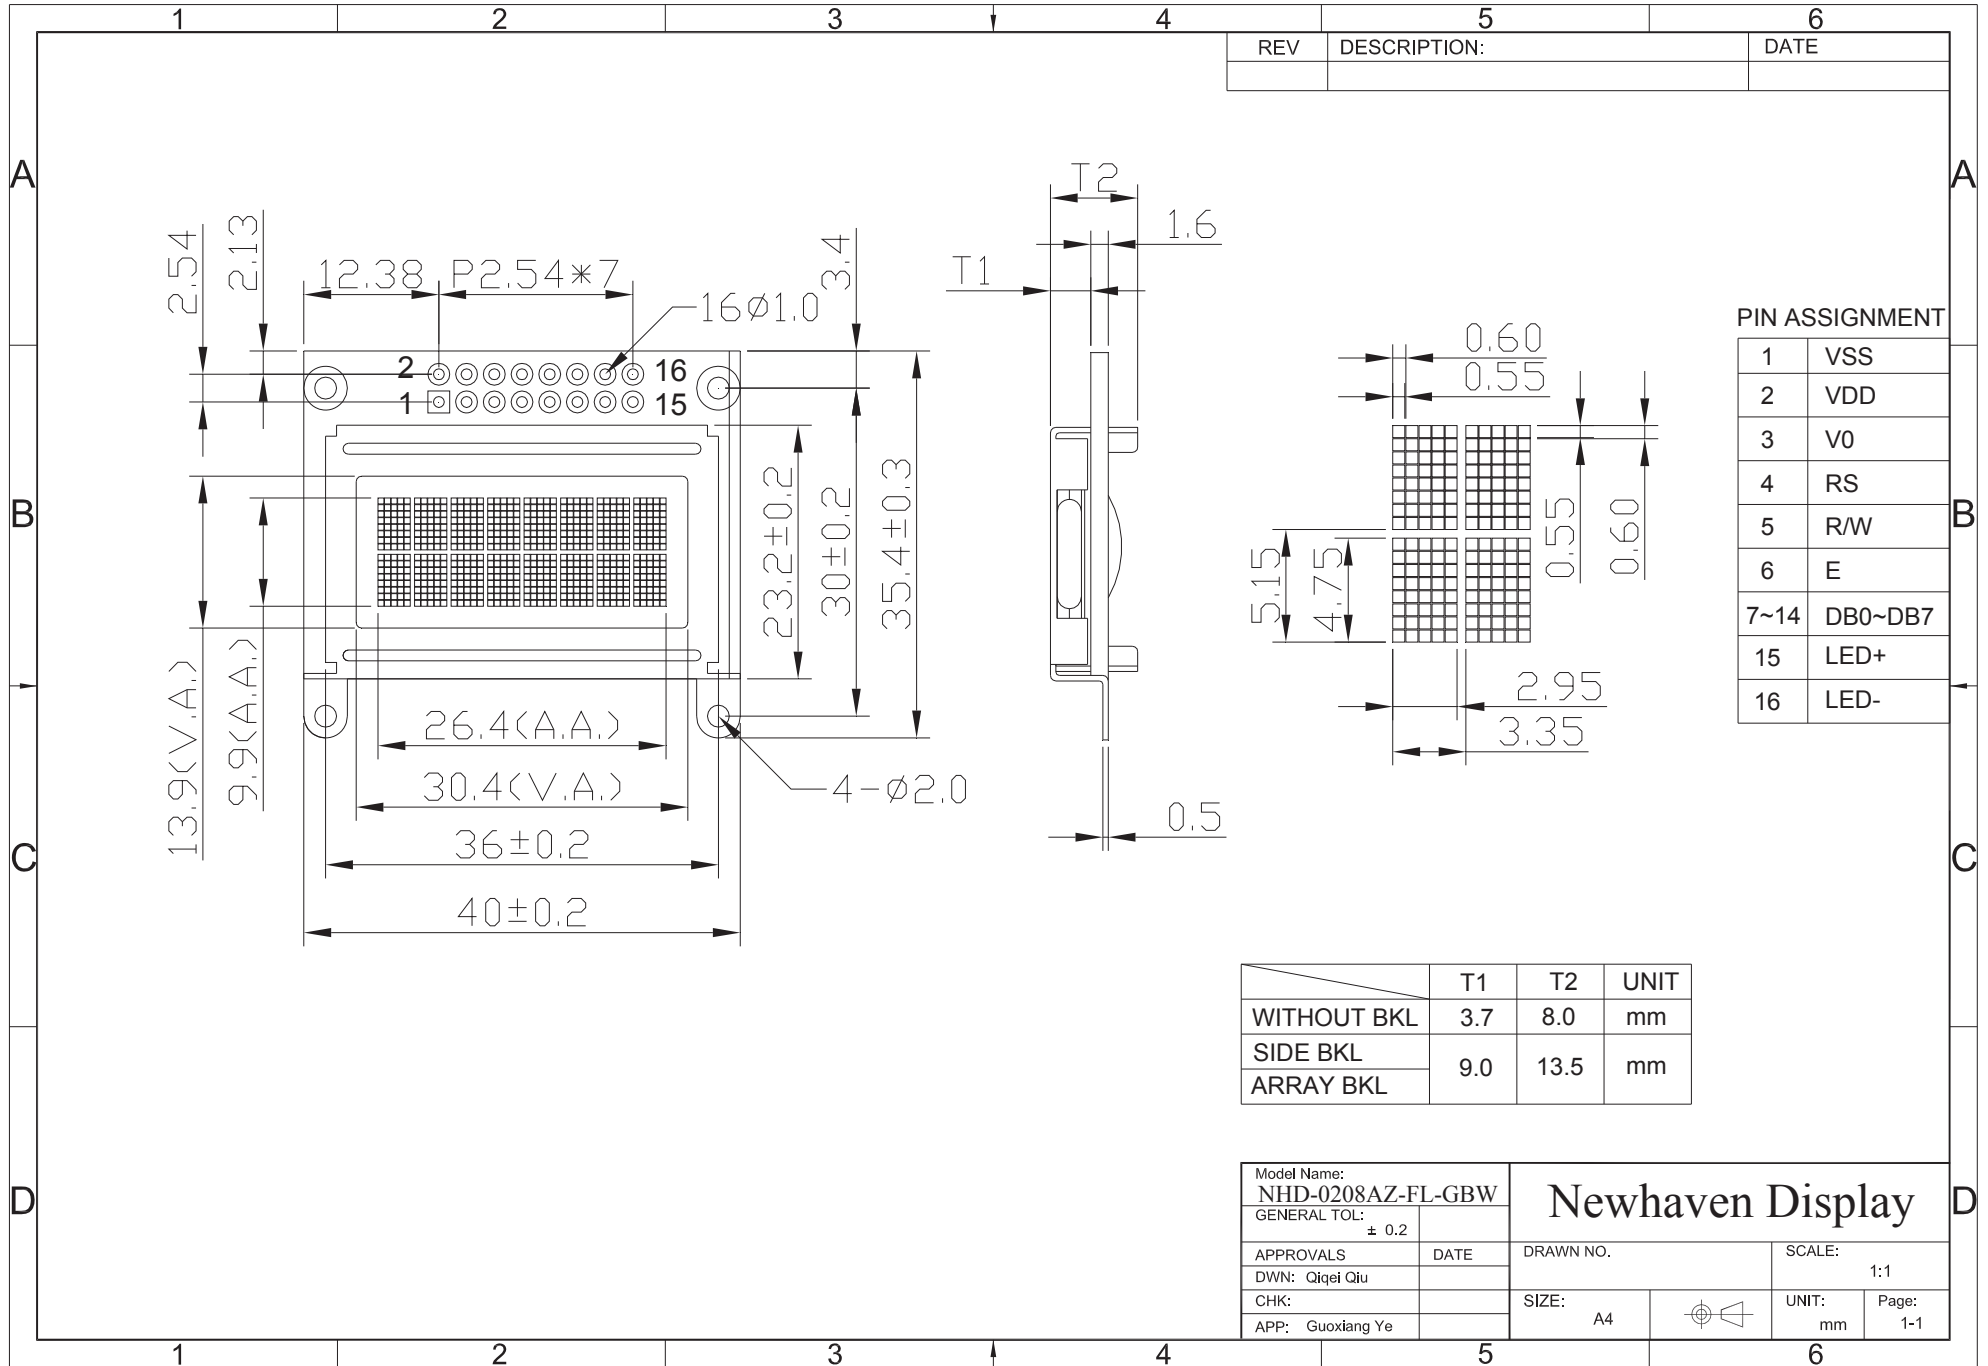 1 2 3 4 5 6
REV DESCRIPTION: DATE
A A
T2
1.6
T1
2.54
2.13
12.38 P2.54*7
3.4
16ø1.0
2 16
1 15
B B
23.2±0.2
30±0.2
35.4±0.3
13.9(V.A.)
9.9(A.A.)
26.4(A.A.)
30.4(V.A.)
4-ø2.0
36±0.2
40±0.2
0.5
0.60
0.55
0.55
0.60
5.15
4.75
2.95
3.35
PIN ASSIGNMENT
1 VSS
2 VDD
3 V0
4 RS
5 R/W
6 E
7~14 DB0~DB7
15 LED+
16 LED-
C C
T1 T2 UNIT
WITHOUT BKL 3.7 8.0 mm
SIDE BKL
9.0 13.5 mm
ARRAY BKL
D D
Model Name:
NHD-0208AZ-FL-GBW
Newhaven Display
GENERAL TOL:
± 0.2
APPROVALS DATE
DRAWN NO.
SCALE:
1:1
DWN: Qiqei Qiu
CHK:
SIZE:
A4
UNIT:
mm
Page:
1-1
APP: Guoxiang Ye
1 2 3 4 5 6